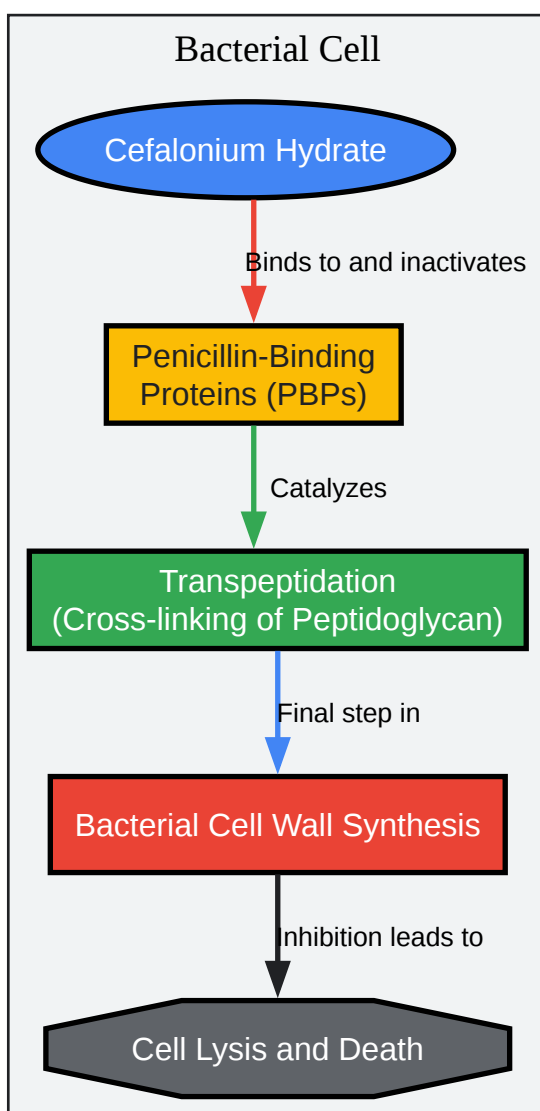 Bacterial Cell
Cefalonium Hydrate
Binds to and inactivates
Penicillin-Binding
Proteins (PBPs)
Catalyzes
Transpeptidation
(Cross-linking of Peptidoglycan)
Final step in
Bacterial Cell Wall Synthesis
Inhibition leads to
Cell Lysis and Death